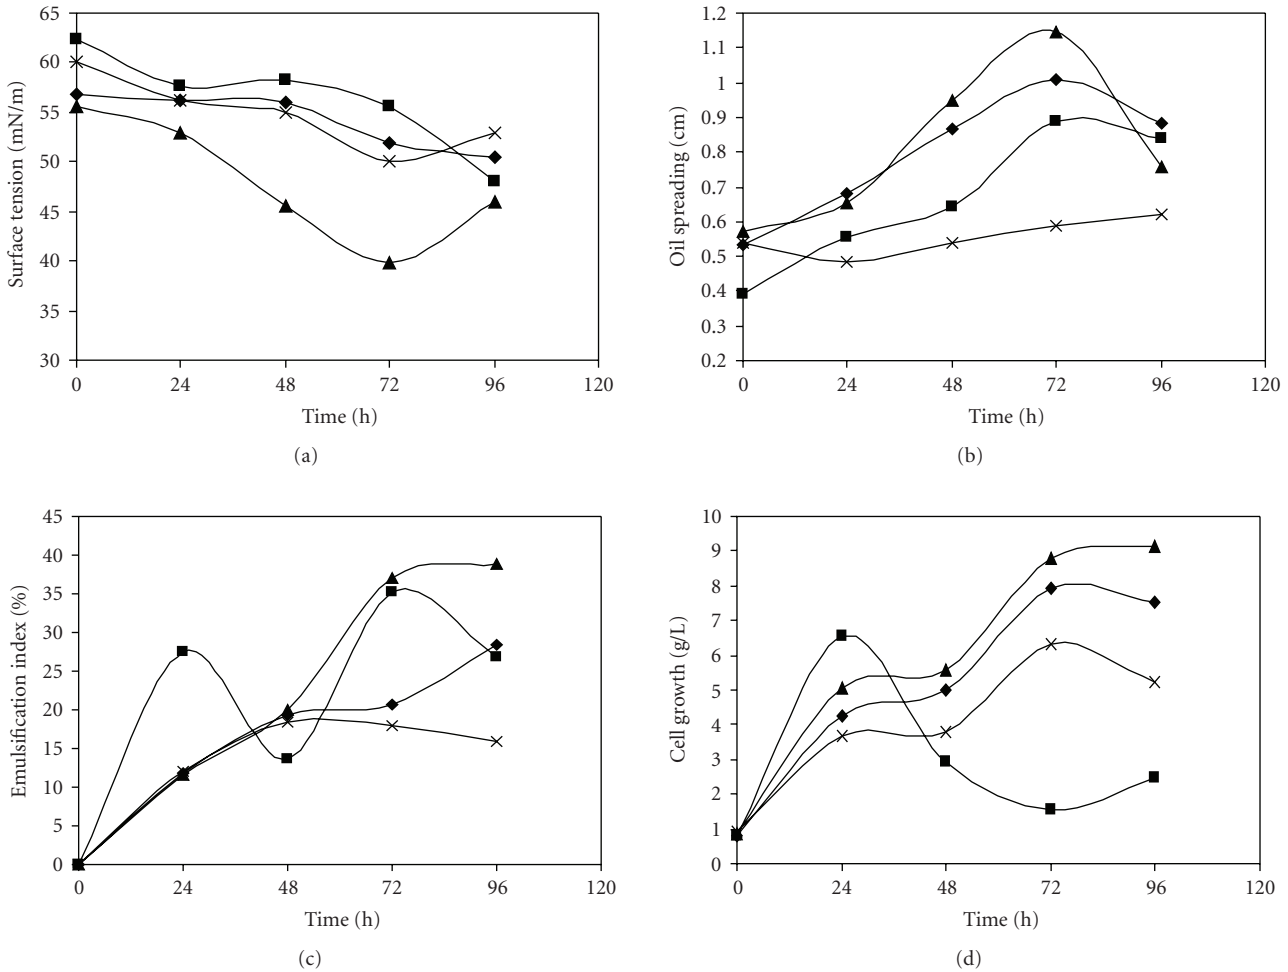 65
60
55
50
45
40
35
30
0 24 48 72 96 120
Surface tension (mN/m)
Time (h)
(a)
1.2
1.1
1
0.9
0.8
0.7
0.6
0.5
0.4
0.3
0.2
0 24 48 72 96 120
Oil spreading (cm)
Time (h)
(b)
45
40
35
30
25
20
15
10
5
0
0 24 48 72 96 120
Emulsification index (%)
Time (h)
(c)
10
9
8
7
6
5
4
3
2
1
0
0 24 48 72 96 120
Cell growth (g/L)
Time (h)
(d)